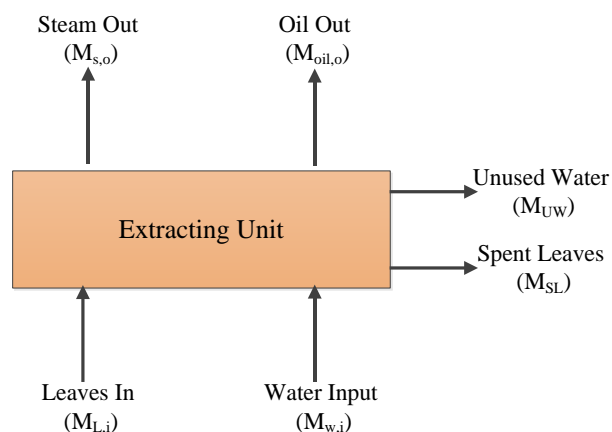 Steam Out
(Ms,o)
Oil Out
(Moil,o)
Unused Water
(MUW)
Extracting Unit
Spent Leaves
(MSL)
Leaves In
(ML,i)
Water Input
(Mw,i)